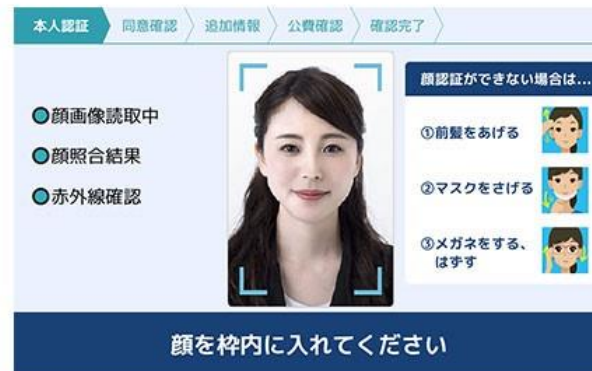 本人認証
同意確認
追加情報
公費確認
確認完了
顔画像読取中
顔照合結果
赤外線確認
顔認証ができない場合は...
①前髪をあげる
②マスクをさげる
③メガネをする、
はずす
顔を枠内に入れてください